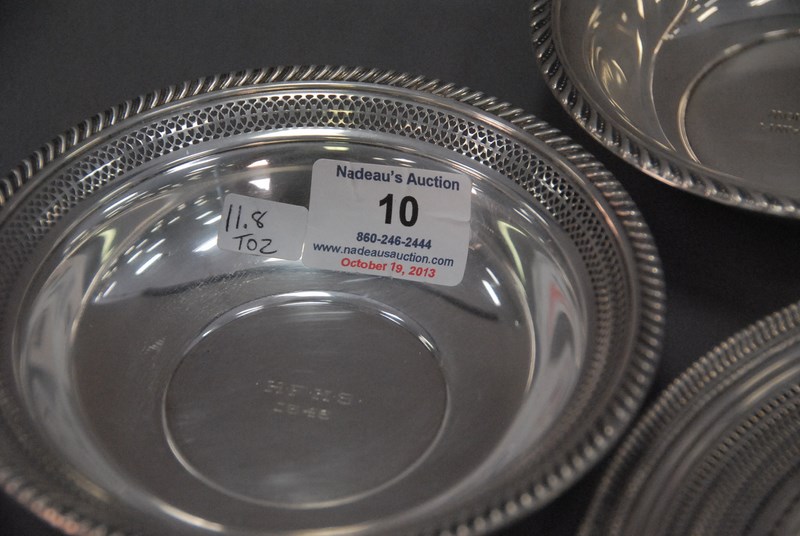 Nadeau's Auction
10
860-246-2444
www.nadeausauction.com
October 19, 2013
11.8
TOZ